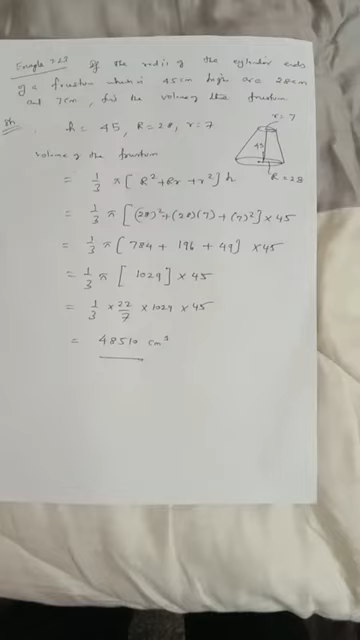 Example 7.23 If the radii of the cylinder ends
of a frustum which is 45cm high are 28cm
and 7cm, find the volume of the frustum
h = 45, R = 28, r = 7
r = 7
45
R = 28
Volume of the frustum
= 1/3 π [R² + Rr + r²] h
= 1/3 π [(28)² + (28)(7) + (7)²] × 45
= 1/3 π [784 + 196 + 49] × 45
= 1/3 π [1029] × 45
= 1/3 × 22/7 × 1029 × 45
= 48510 cm³